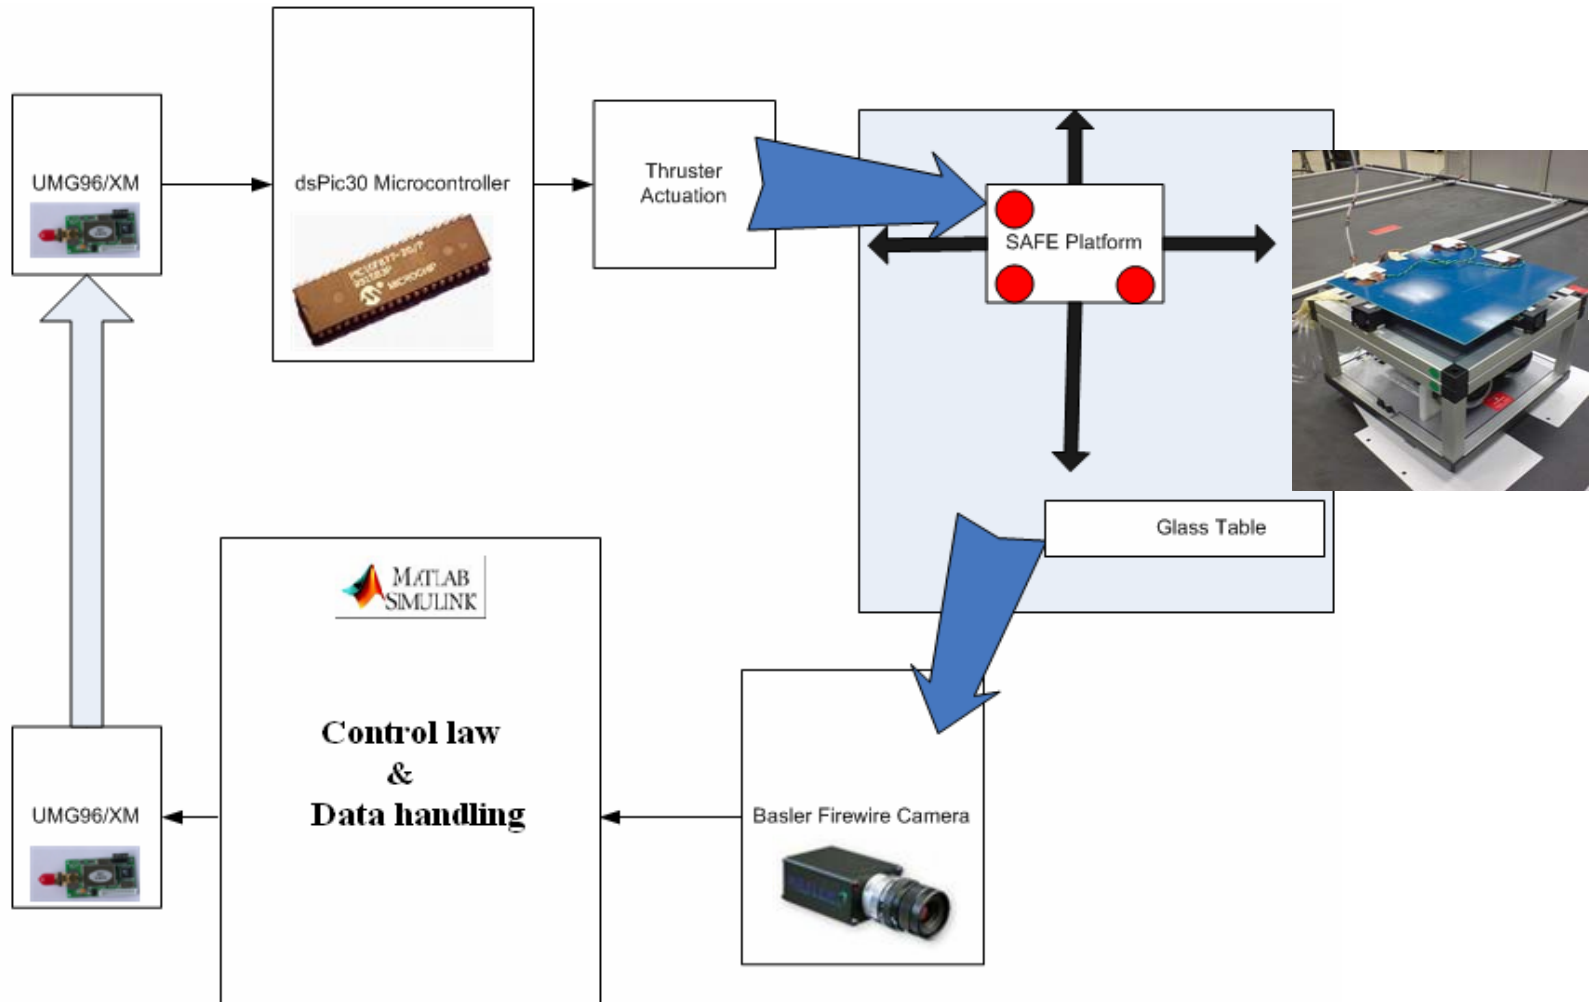 UMG96/XM
dsPic30 Microcontroller
MICROCHIP
Thruster
Actuation
SAFE Platform
Glass Table
MATLAB
SIMULINK
Control law
&
Data handling
UMG96/XM
Basler Firewire Camera